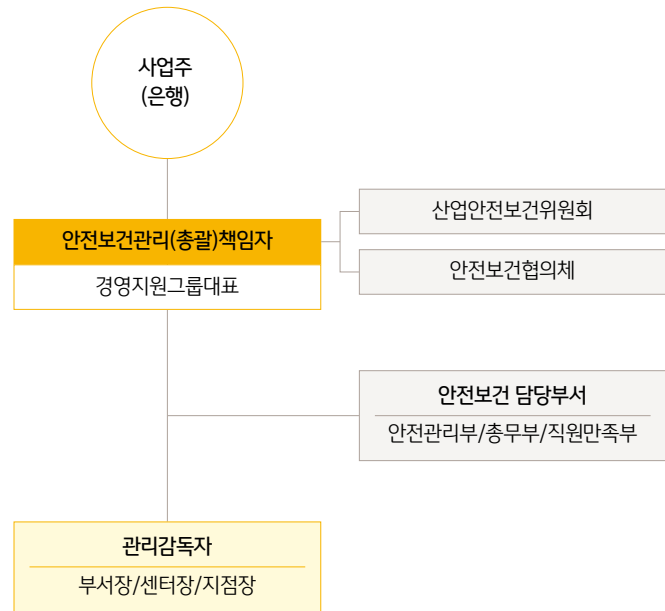 사업주
(은행)
안전보건관리(총괄)책임자
경영지원그룹대표
산업안전보건위원회
안전보건협의체
안전보건 담당부서
안전관리부/총무부/직원만족부
관리감독자
부서장/센터장/지점장